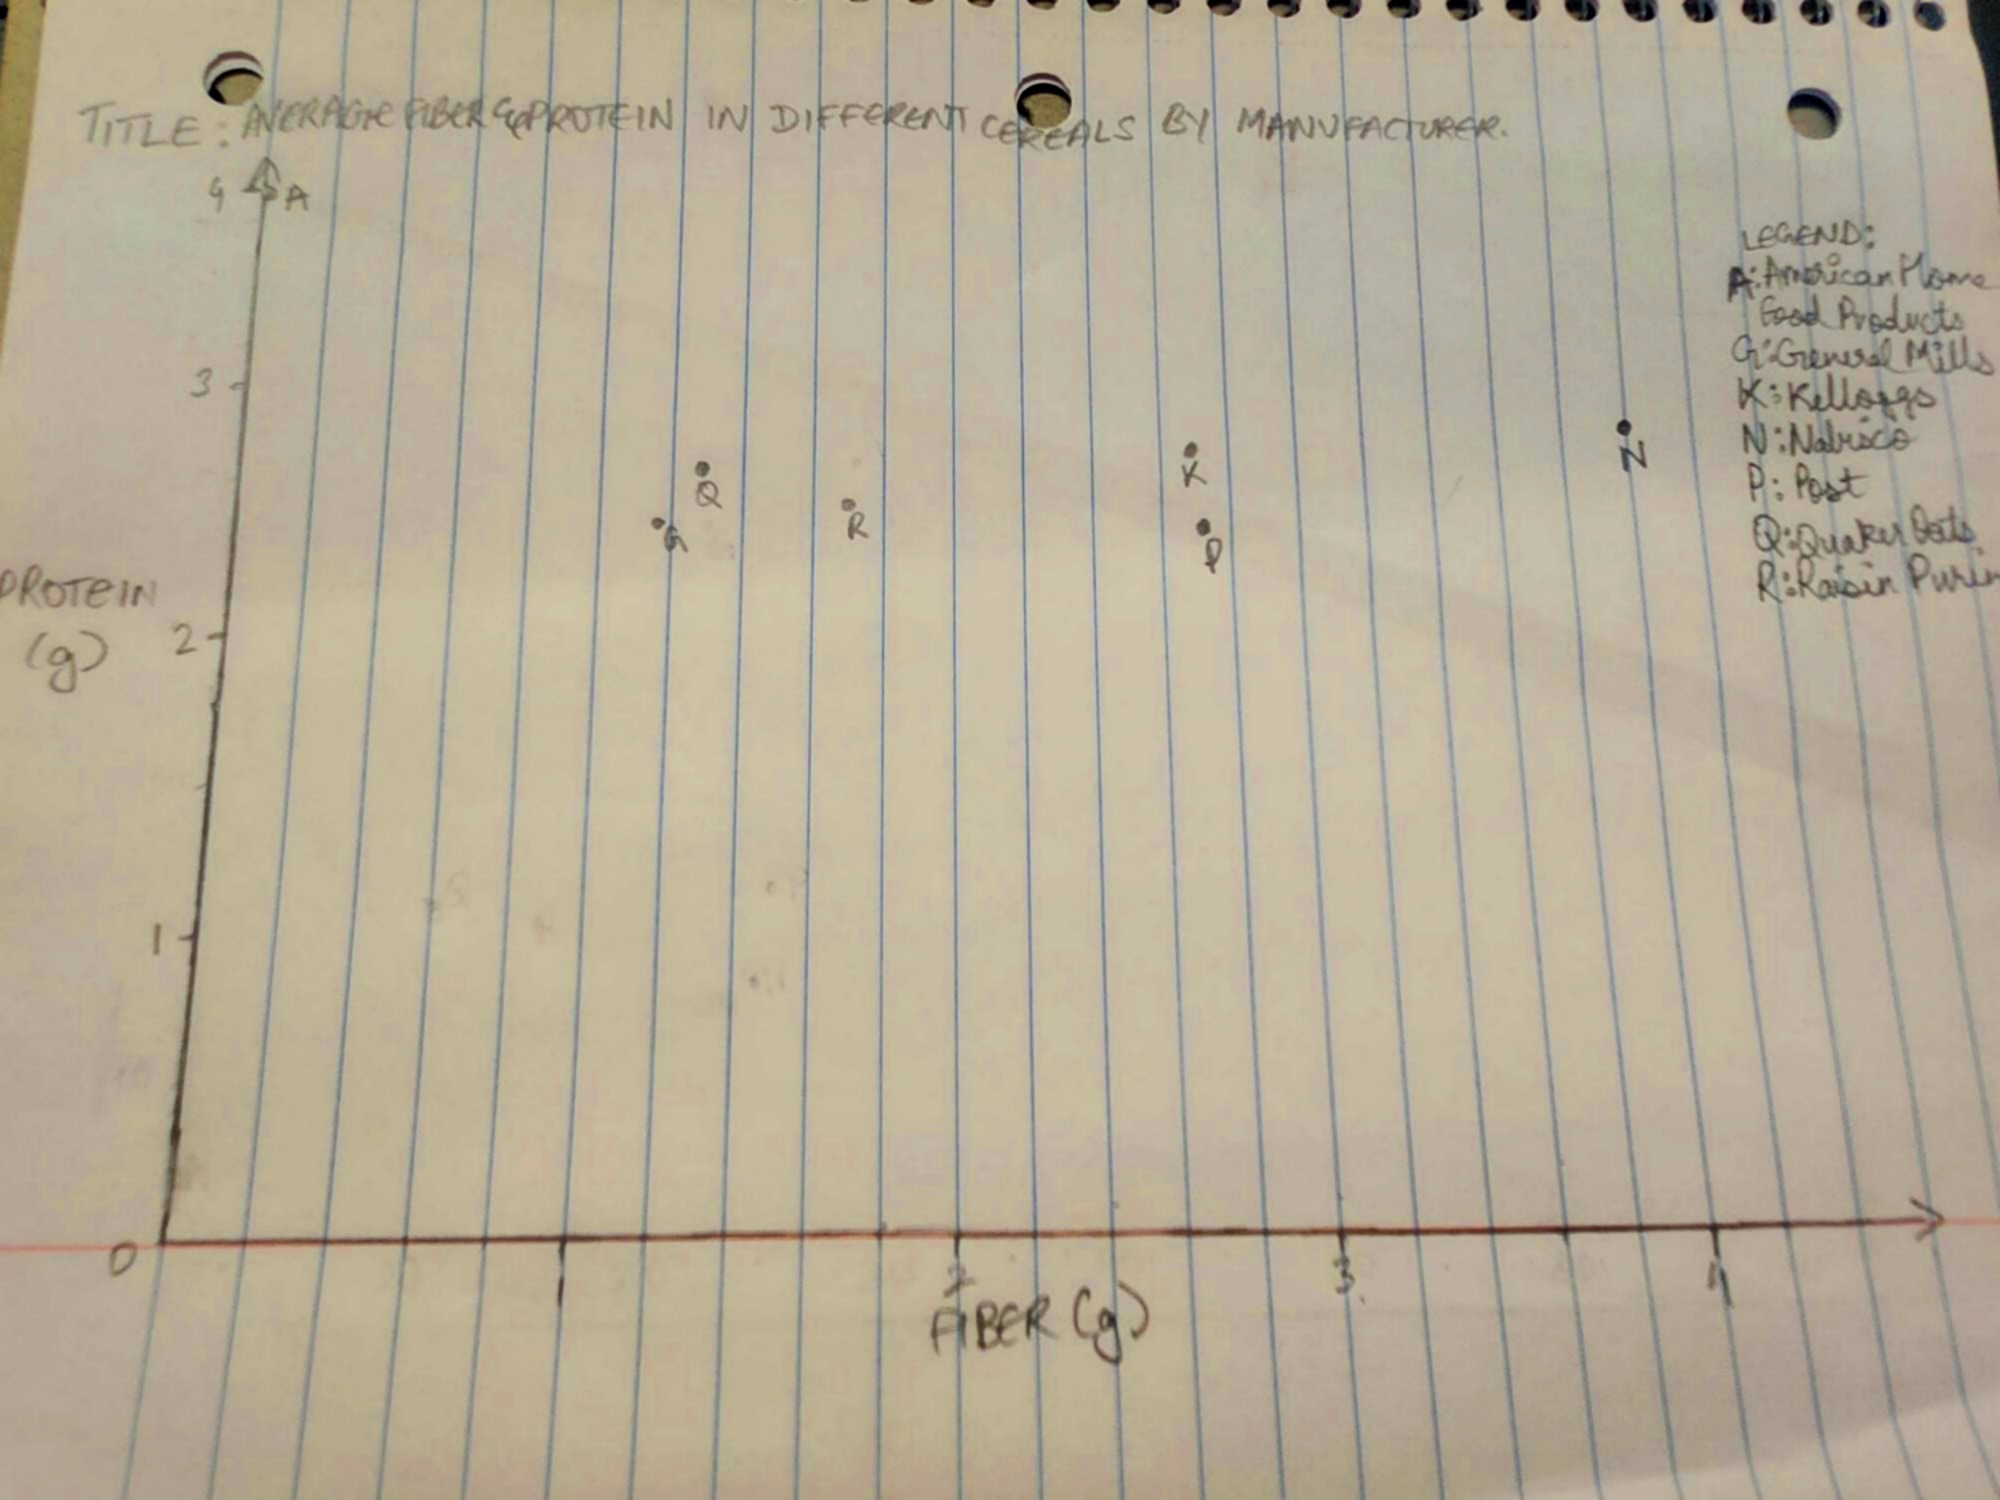 TITLE: AVERAGE FIBER & PROTEIN IN DIFFERENT CEREALS BY MANUFACTURER.
4
A
LEGEND:
A: American Home
Food Products
G: General Mills
K: Kelloggs
N: Nabisco
P: Post
Q: Quaker Oats
R: Raisin Purin
3
N
K
Q
R
G
P
PROTEIN
(g)
2
1
0
1
2
3
4
FIBER (g)